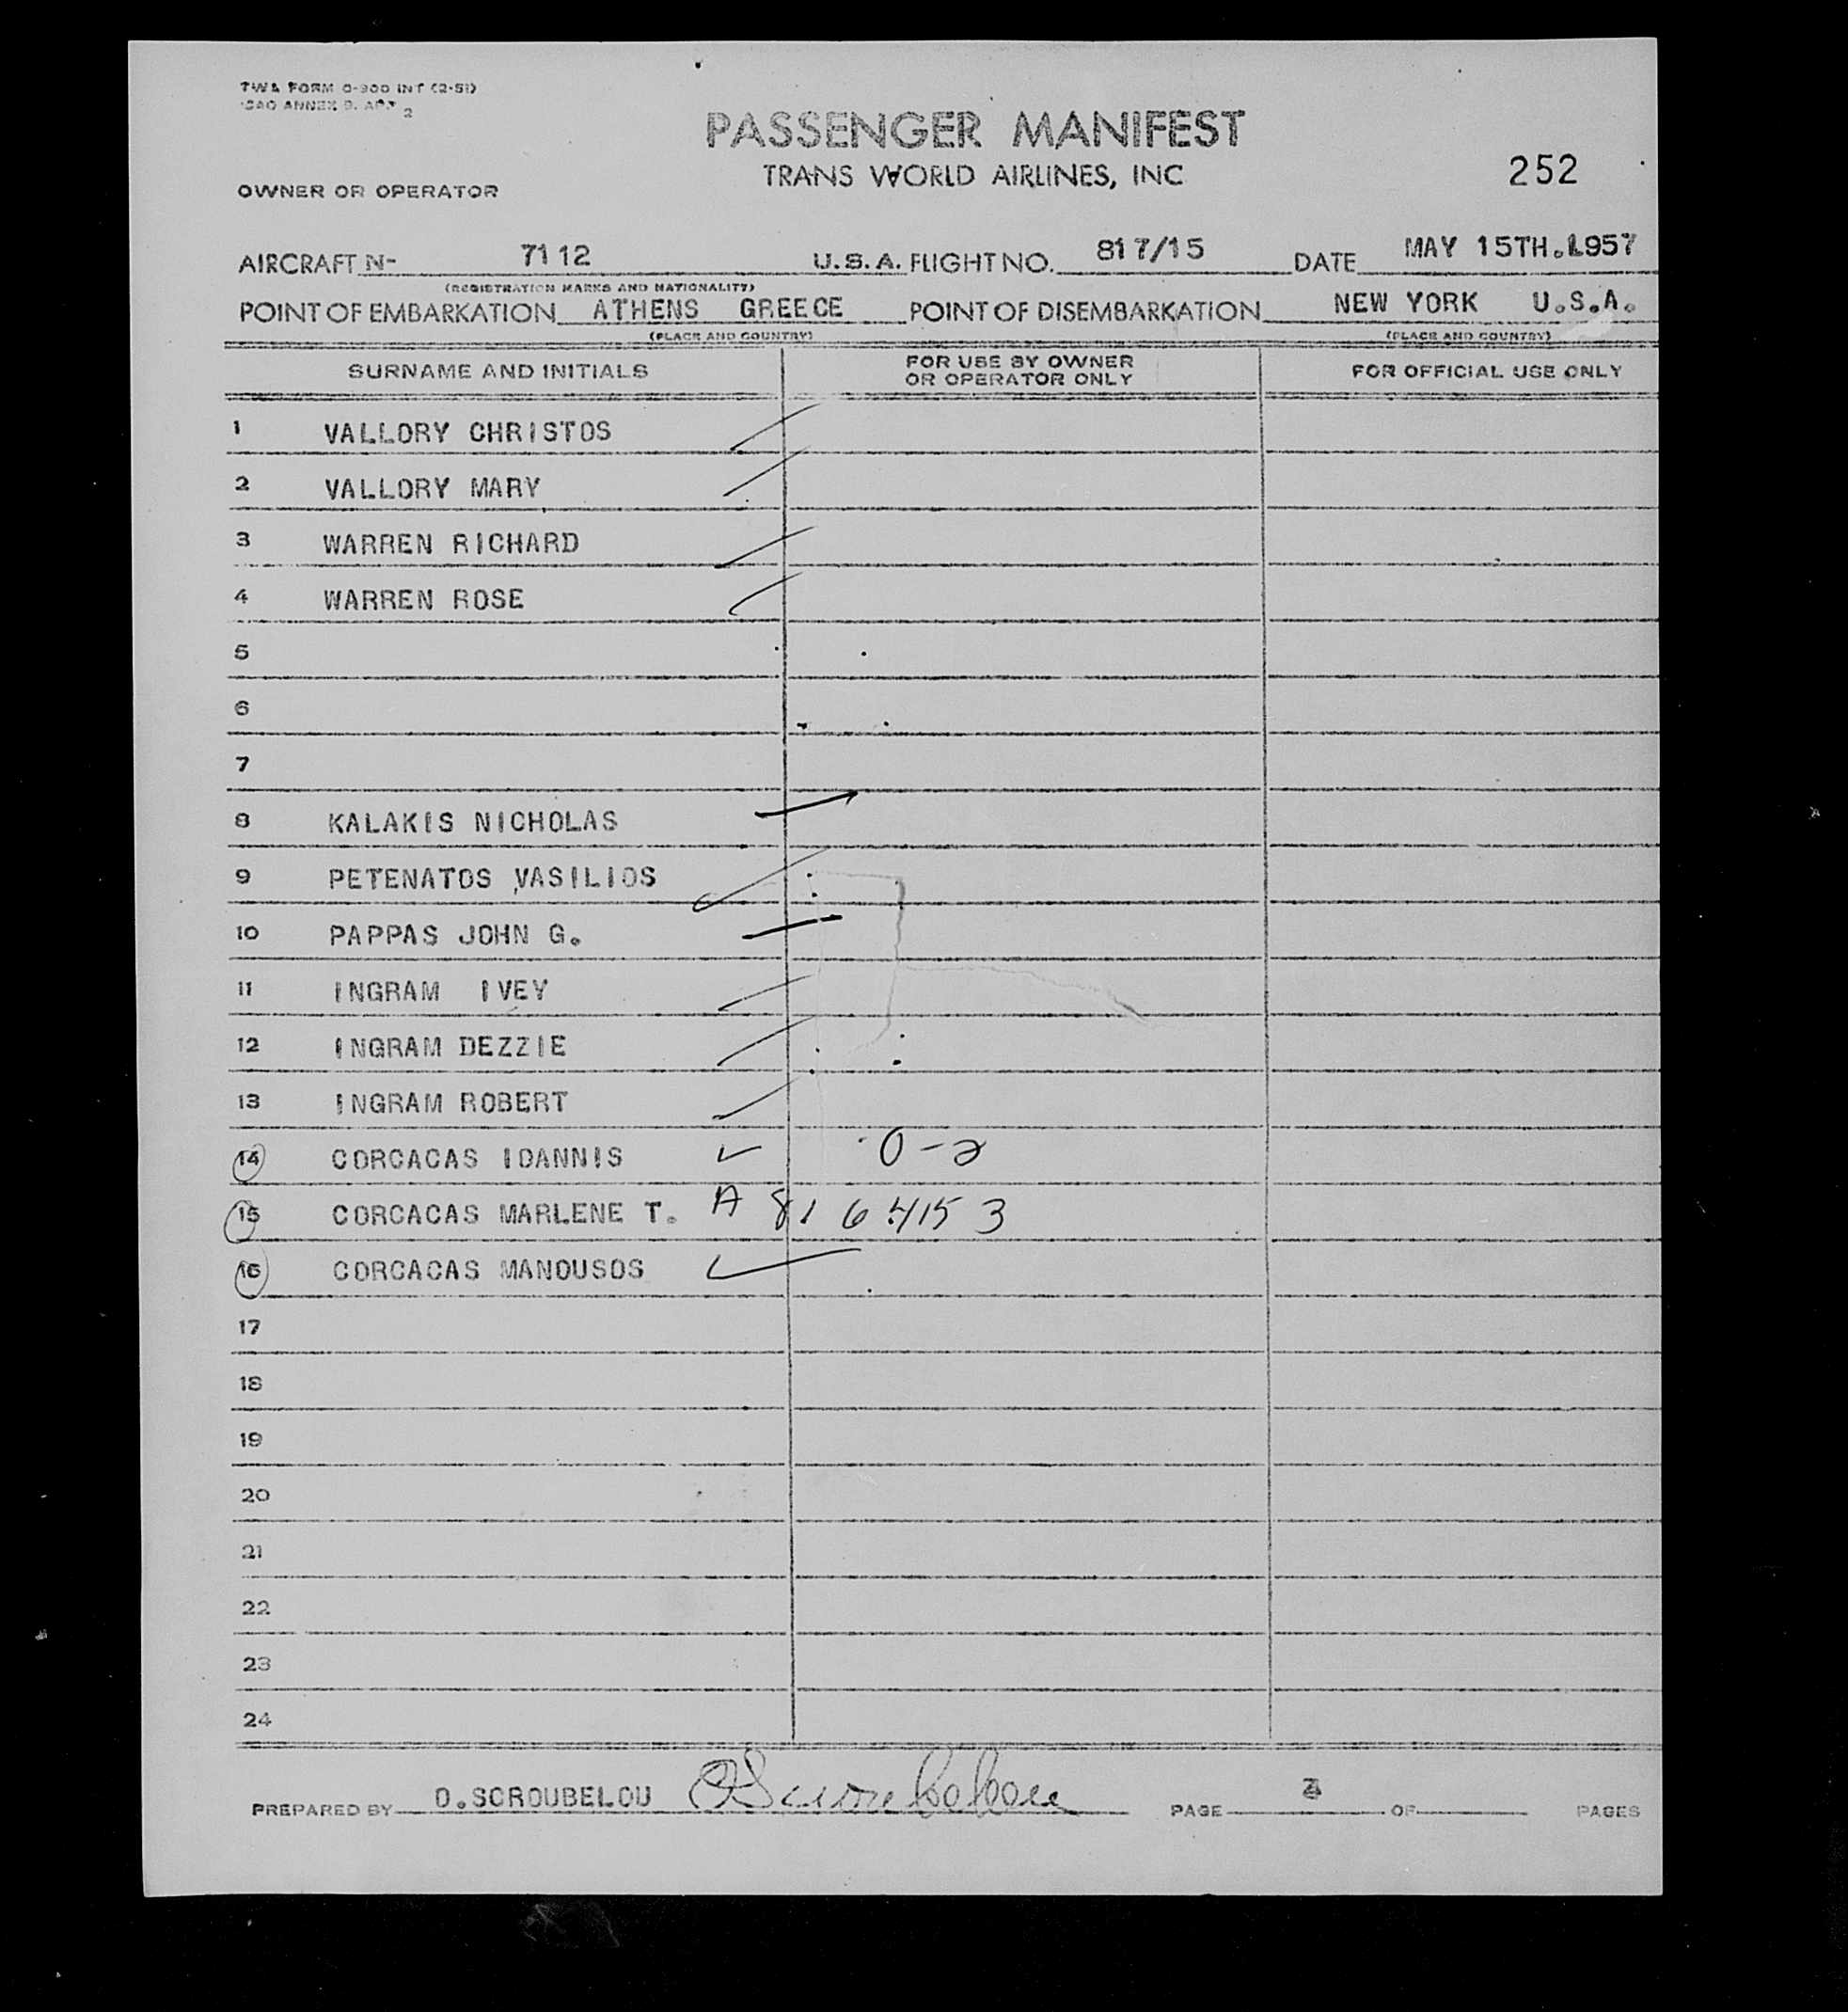 TWA FORM O-900 INT (2-51)
ICAO ANNEX 9. APP 2
PASSENGER MANIFEST
TRANS WORLD AIRLINES, INC
252
OWNER OR OPERATOR
AIRCRAFT N- 7112 U.S.A. FLIGHT NO. 817/15 DATE MAY 15TH.1957
(REGISTRATION MARKS AND NATIONALITY)
POINT OF EMBARKATION ATHENS GREECE POINT OF DISEMBARKATION NEW YORK U.S.A.
(PLACE AND COUNTRY) (PLACE AND COUNTRY)
SURNAME AND INITIALS FOR USE BY OWNER OR OPERATOR ONLY FOR OFFICIAL USE ONLY
1 VALLORY CHRISTOS
2 VALLORY MARY
3 WARREN RICHARD
4 WARREN ROSE
5
6
7
8 KALAKIS NICHOLAS
9 PETENATOS VASILIOS
10 PAPPAS JOHN G.
11 INGRAM IVEY
12 INGRAM DEZZIE
13 INGRAM ROBERT
14 CORCACAS IOANNIS ✓ 0-2
15 CORCACAS MARLENE T. A 8164153
16 CORCACAS MANOUSOS
17
18
19
20
21
22
23
24
PREPARED BY O.SCROUBELOU PAGE OF PAGES